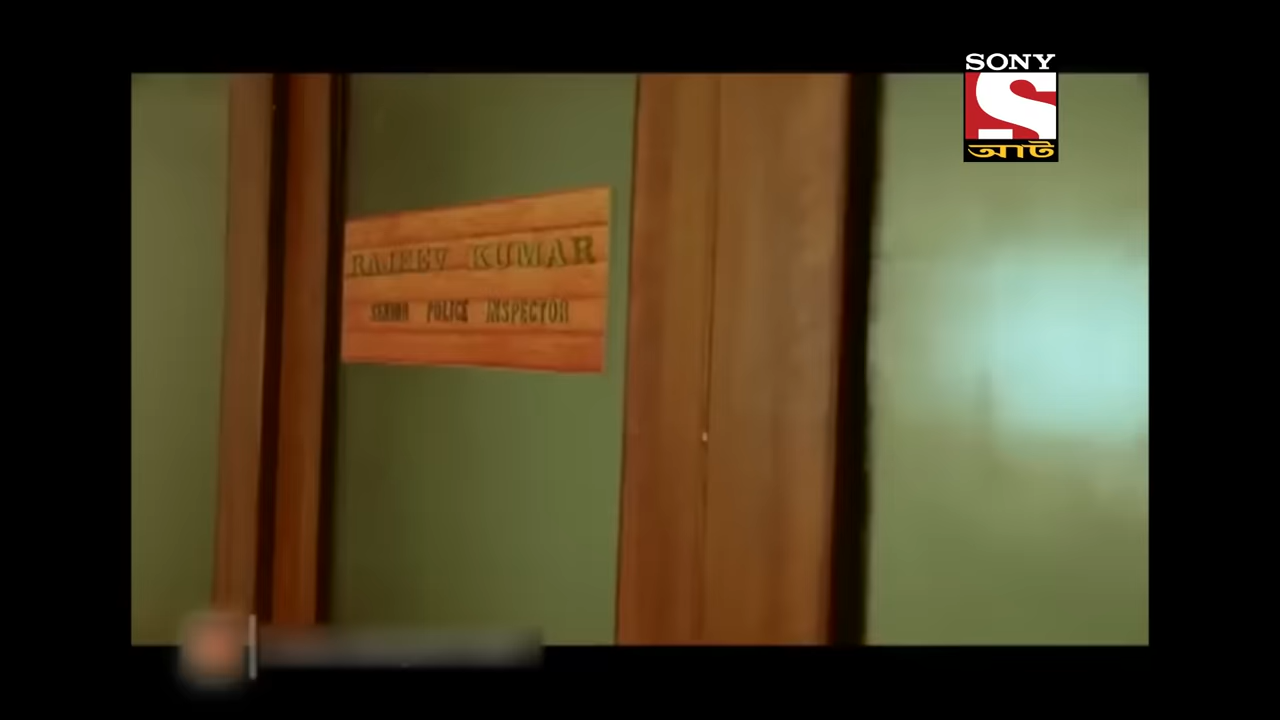 SONY
S
আট
RAJEEV KUMAR
SENIOR POLICE INSPECTOR